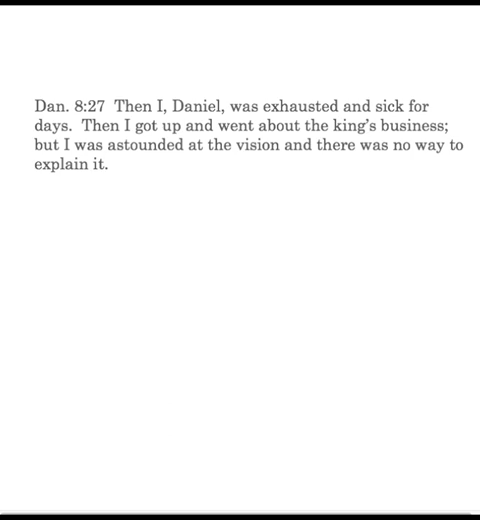 Dan. 8:27  Then I, Daniel, was exhausted and sick for
days.  Then I got up and went about the king’s business;
but I was astounded at the vision and there was no way to
explain it.